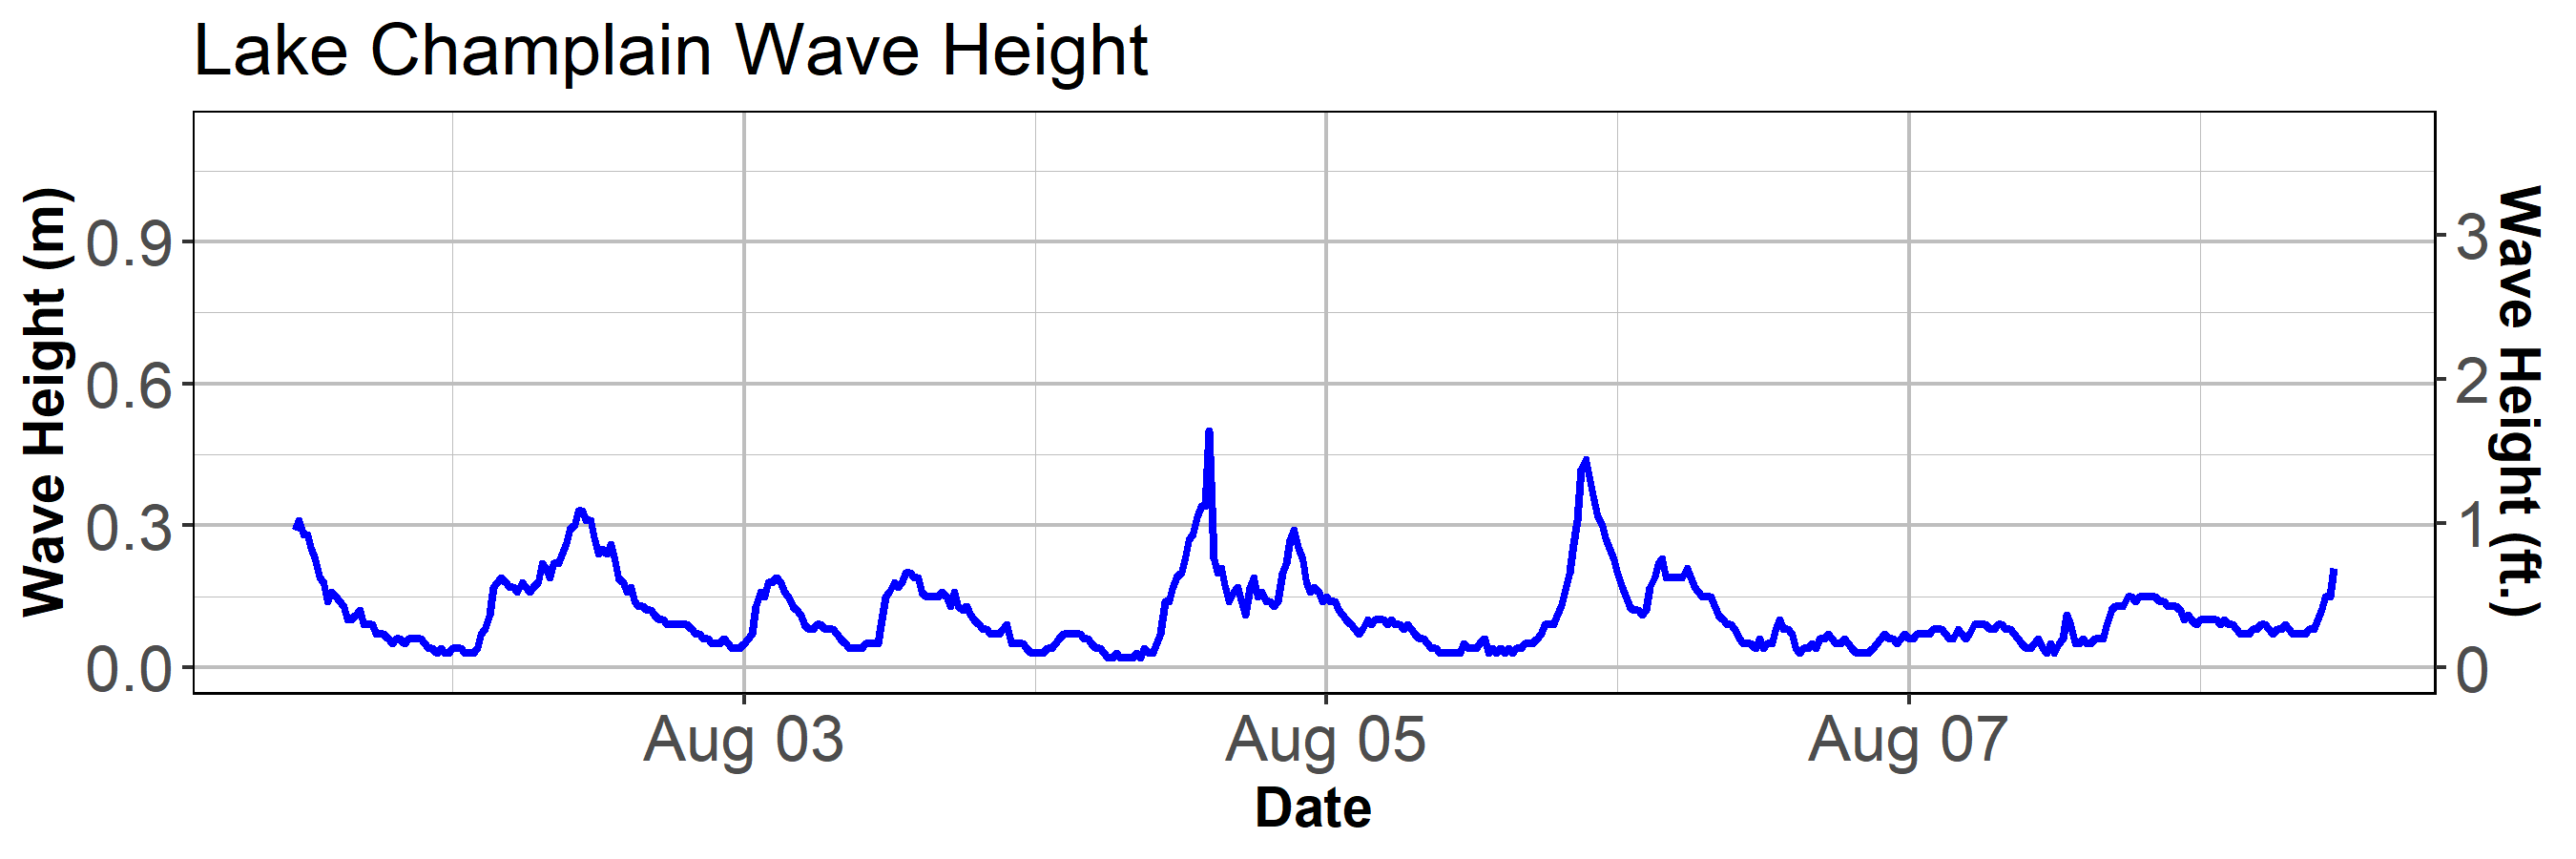 Lake Champlain Wave Height
Wave Height (m)
0.9
0.6
0.3
0.0
3
2
1
0
Wave Height (ft.)
Aug 03
Aug 05
Aug 07
Date